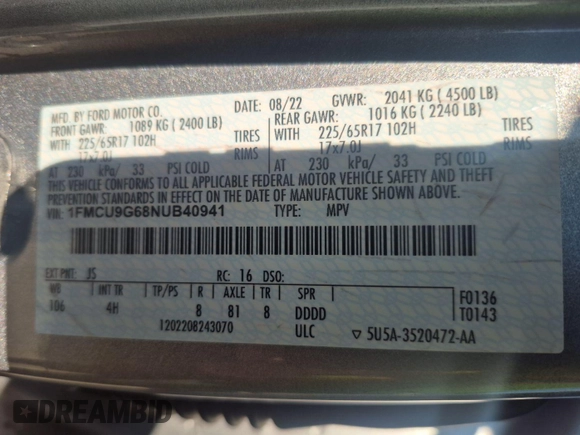 MFD. BY FORD MOTOR CO. DATE: 08/22 GVWR: 2041 KG ( 4500 LB)
FRONT GAWR: 1089 KG ( 2400 LB) REAR GAWR: 1016 KG ( 2240 LB)
WITH 225/65R17 102H TIRES WITH 225/65R17 102H TIRES
17x7.0J 17x7.0J
AT 230 kPa/ 33 PSI COLD AT 230 kPa/ 33 PSI COLD
THIS VEHICLE CONFORMS TO ALL APPLICABLE FEDERAL MOTOR VEHICLE SAFETY AND THEFT
PREVENTION STANDARDS IN EFFECT ON THE DATE OF MANUFACTURE SHOWN ABOVE.
VIN: 1FMCU9G68NUB40941 TYPE: MPV
EXT PNT: JS RC: 16 DSO:
WB INT TR TP/PS R AXLE TR SPR F0136
106 4H 8 81 8 DDDD T0143
1202208243070 ULC ▽ 5U5A-3520472-AA
DREAMBID